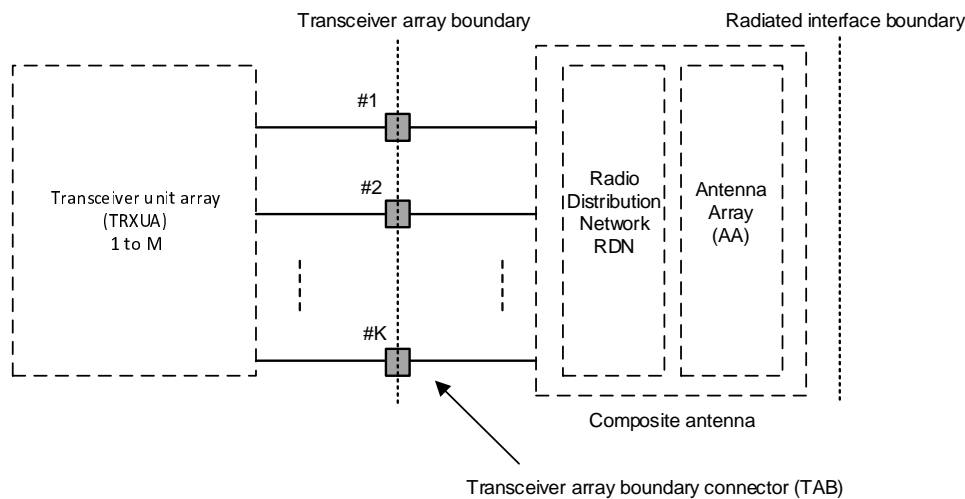 Transceiver array boundary
Radiated interface boundary
#1
#2
#K
Transceiver unit array
(TRXUA)
1 to M
Radio
Distribution
Network
RDN
Antenna
Array
(AA)
Composite antenna
Transceiver array boundary connector (TAB)